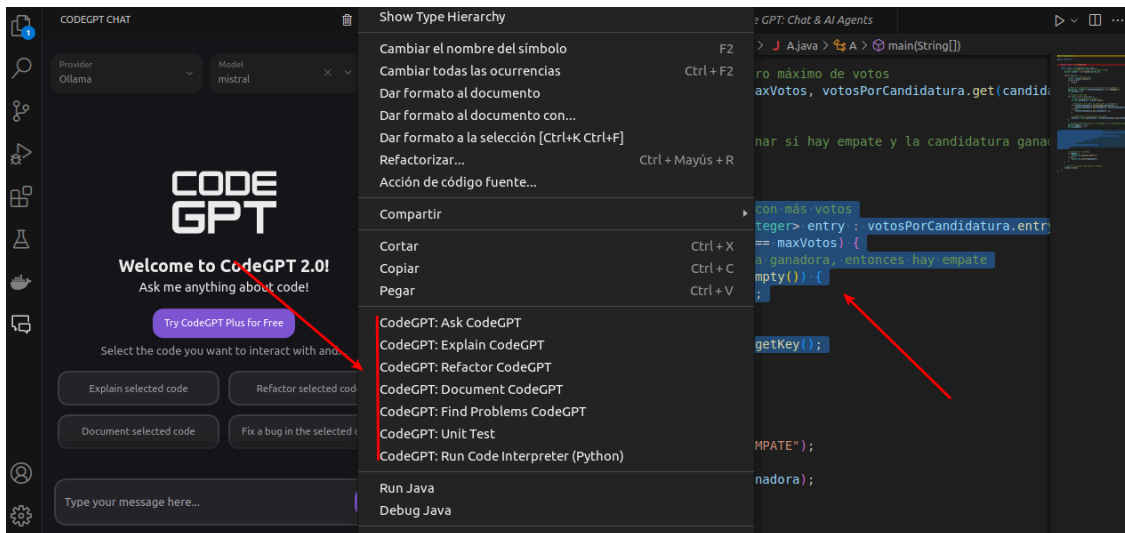 CODEGPT CHAT
Provider
Ollama
Model
mistral
CODE
GPT
Welcome to CodeGPT 2.0!
Ask me anything about code!
Try CodeGPT Plus for Free
Select the code you want to interact with and...
Explain selected code
Refactor selected cod
Document selected code
Fix a bug in the selected c
Type your message here...
1
Show Type Hierarchy
Cambiar el nombre del símbolo F2
Cambiar todas las ocurrencias Ctrl + F2
Dar formato al documento
Dar formato al documento con...
Dar formato a la selección [Ctrl+K Ctrl+F]
Refactorizar... Ctrl + Mayús + R
Acción de código fuente...
Compartir
Cortar Ctrl + X
Copiar Ctrl + C
Pegar Ctrl + V
CodeGPT: Ask CodeGPT
CodeGPT: Explain CodeGPT
CodeGPT: Refactor CodeGPT
CodeGPT: Document CodeGPT
CodeGPT: Find Problems CodeGPT
CodeGPT: Unit Test
CodeGPT: Run Code Interpreter (Python)
Run Java
Debug Java
e GPT: Chat & AI Agents
> J A.java > A > main(String[])
ro máximo de votos
axVotos, votosPorCandidatura.get(candida
nar si hay empate y la candidatura gana
con más votos
teger> entry : votosPorCandidatura.entry
== maxVotos) {
a ganadora, entonces hay empate
mpty()) {
;
getKey();
MPATE");
nadora);